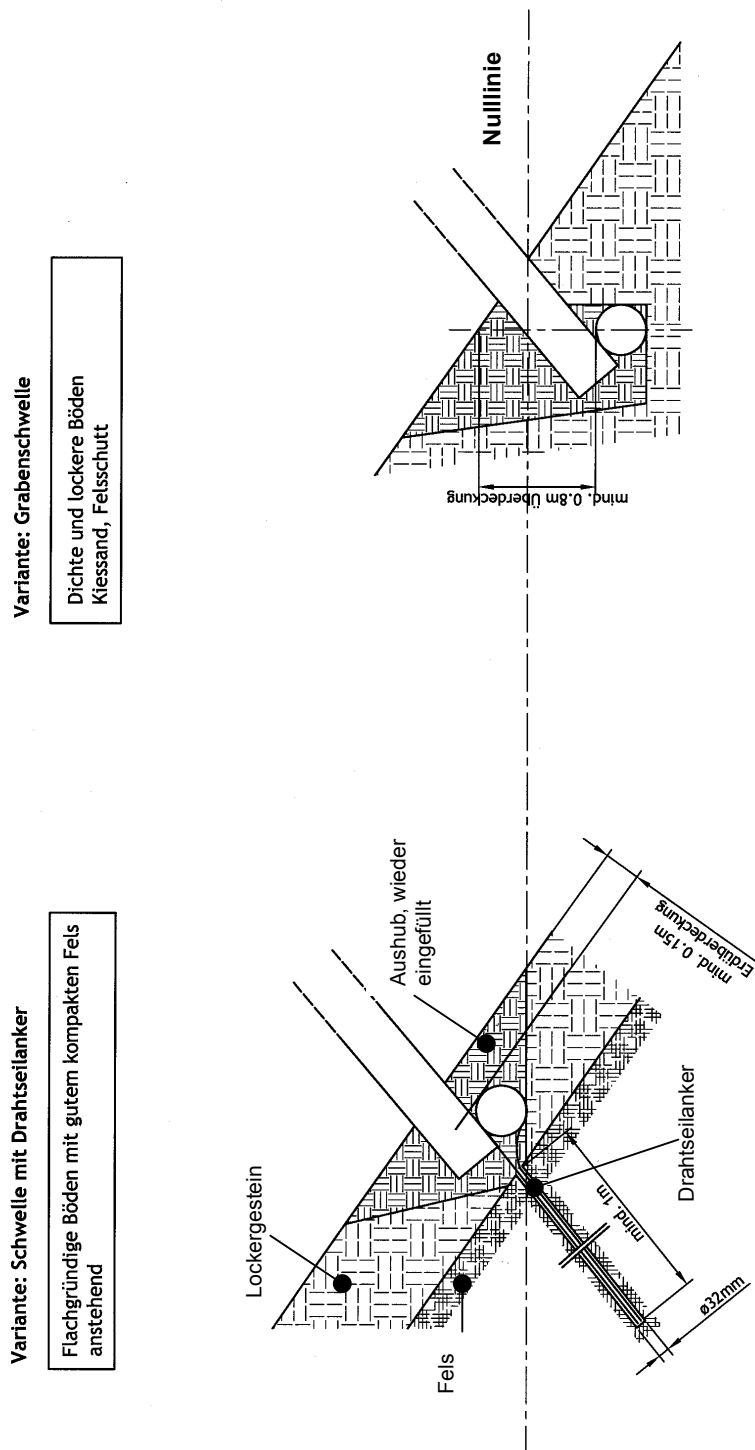 Variante: Schwelle mit Drahtseilanker
Flachgründige Böden mit gutem kompakten Fels
anstehend
Lockergestein
Fels
Aushub, wieder
eingefüllt
Drahtseilanker
mind. 1m
ø32mm
mind. 0.15m
Erdüberdeckung
Variante: Grabenschwelle
Dichte und lockere Böden
Kiessand, Felsschutt
Nulllinie
mind. 0.8m Überdeckung